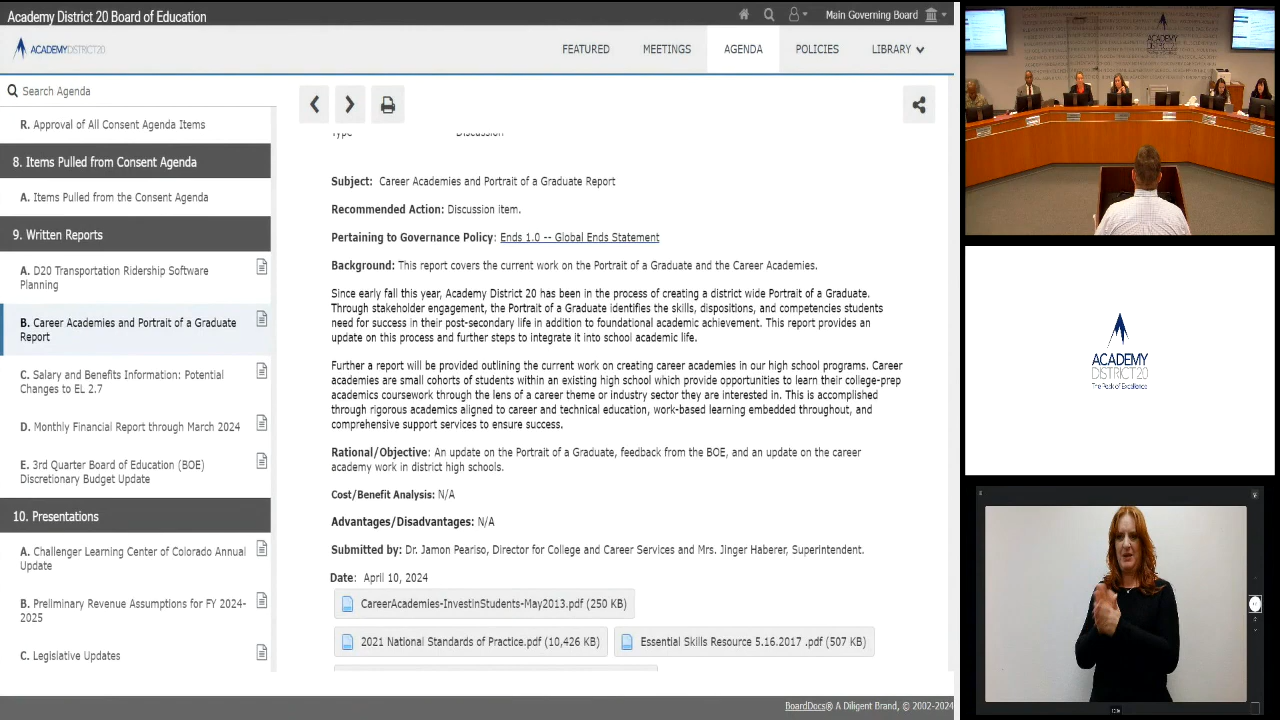 Academy District 20 Board of Education
Main Governing Board
ACADEMYDISTRICT20
FEATURED MEETINGS AGENDA POLICIES LIBRARY
Search Agenda
R. Approval of All Consent Agenda Items
8. Items Pulled from Consent Agenda
A. Items Pulled from the Consent Agenda
9. Written Reports
A. D20 Transportation Ridership Software
Planning
B. Career Academies and Portrait of a Graduate
Report
C. Salary and Benefits Information: Potential
Changes to EL 2.7
D. Monthly Financial Report through March 2024
E. 3rd Quarter Board of Education (BOE)
Discretionary Budget Update
10. Presentations
A. Challenger Learning Center of Colorado Annual
Update
B. Preliminary Revenue Assumptions for FY 2024-
2025
C. Legislative Updates
Type Discussion
Subject: Career Academies and Portrait of a Graduate Report
Recommended Action: Discussion item.
Pertaining to Governance Policy: Ends 1.0 -- Global Ends Statement
Background: This report covers the current work on the Portrait of a Graduate and the Career Academies.
Since early fall this year, Academy District 20 has been in the process of creating a district wide Portrait of a Graduate.
Through stakeholder engagement, the Portrait of Graduate identifies the skills, dispositions, and competencies students
need for success in their post-secondary life in addition to foundational academic achievement. This report provides an
update on this process and further steps to integrate it into school academic life.
Further a report will be provided outlining the current work on creating career academies in our high school programs. Career
academies are small cohorts of students within an existing high school which provide opportunities to learn their college-prep
academics coursework through the lens of a career theme or industry sector they are interested in. This is accomplished
through rigorous academics aligned to career and technical education, work-based learning embedded throughout, and
comprehensive support services to ensure success.
Rational/Objective: An update on the Portrait of a Graduate, feedback from the BOE, and an update on the career
academy work in district high schools.
Cost/Benefit Analysis: N/A
Advantages/Disadvantages: N/A
Submitted by: Dr. Jamon Peariso, Director for College and Career Services and Mrs. Jinger Haberer, Superintendent.
Date: April 10, 2024
CareerAcademies-InvestinStudents-May2013.pdf (250 KB)
2021 National Standards of Practice.pdf (10,426 KB) Essential Skills Resource 5.16.2017 .pdf (507 KB)
BoardDocs® A Diligent Brand, © 2002-2024
ACADEMY
DISTRICT20
ACADEMY
DISTRICT20
The Peak of Excellence